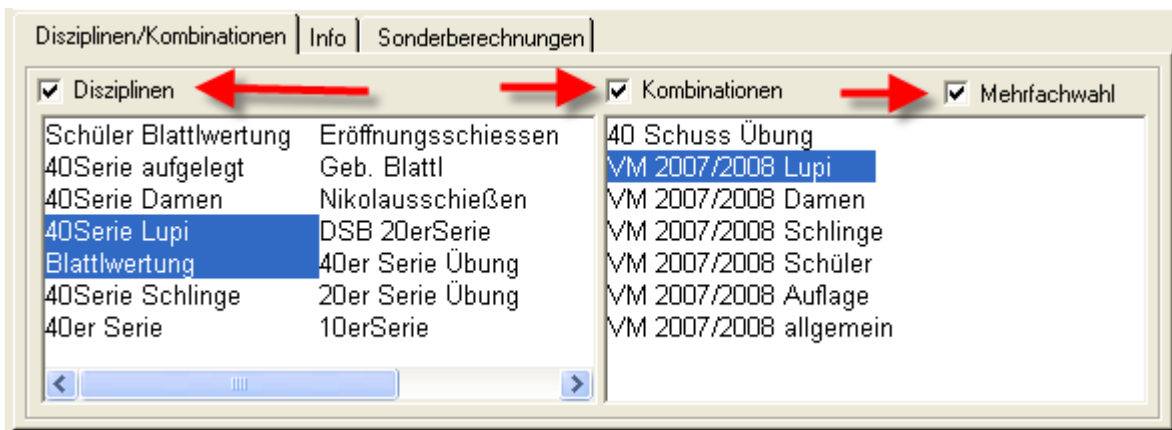 Disziplinen/Kombinationen Info Sonderberechnungen
Disziplinen
Schüler Blattlwertung
40Serie aufgelegt
40Serie Damen
40Serie Lupi
Blattlwertung
40Serie Schlinge
40er Serie
Eröffnungsschiessen
Geb. Blattl
Nikolausschießen
DSB 20erSerie
40er Serie Übung
20er Serie Übung
10erSerie
Kombinationen
Mehrfachwahl
40 Schuss Übung
VM 2007/2008 Lupi
VM 2007/2008 Damen
VM 2007/2008 Schlinge
VM 2007/2008 Schüler
VM 2007/2008 Auflage
VM 2007/2008 allgemein